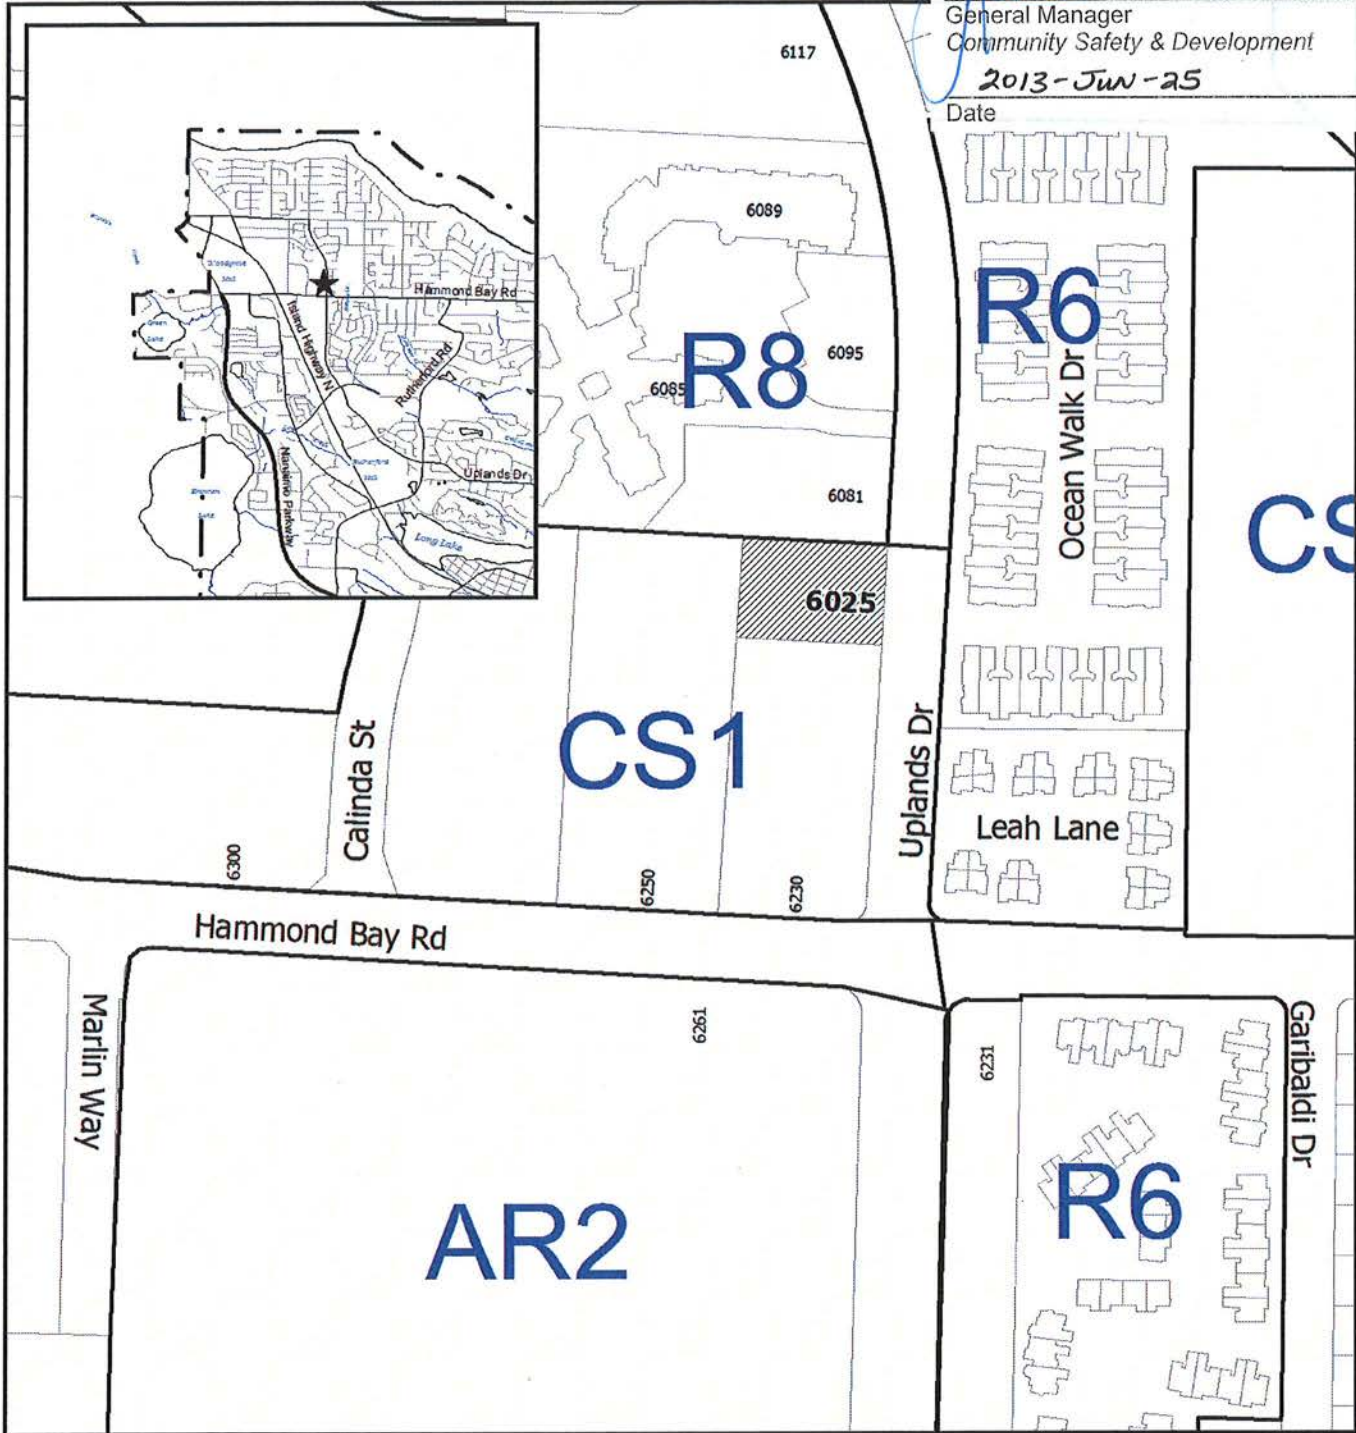 General Manager
Community Safety & Development
2013-JUN-25
Date
6117
6089
R8
6095
6085
6081
R6
Ocean Walk Dr
CS
6025
CS1
Calinda St
Uplands Dr
Leah Lane
6300
6250
6230
Hammond Bay Rd
Marlin Way
6261
AR2
6231
R6
Garibaldi Dr
Hammond Bay Rd
Island Highway N
Rutherford Rd
Green
Lake
Uplands Dr
Nanaimo Parkway
Long Lake